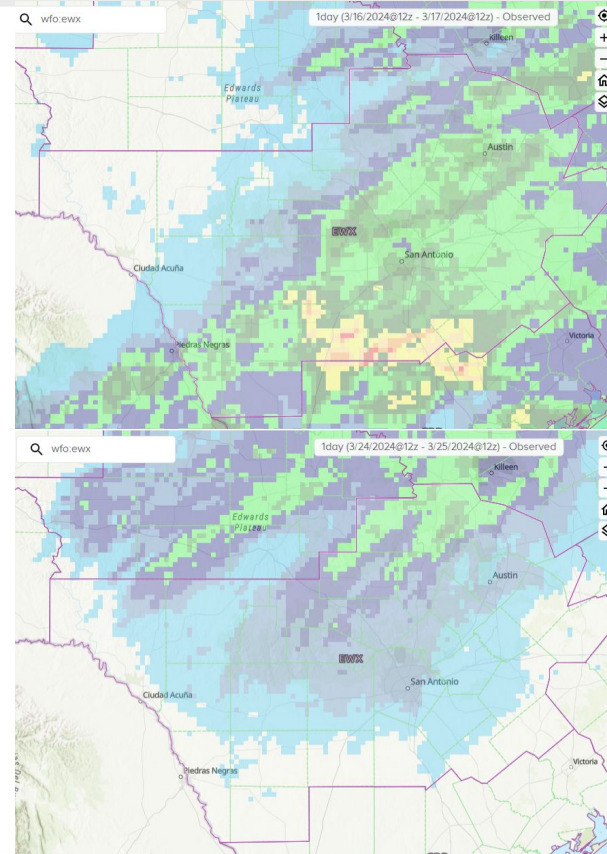 wfo:ewx
1day (3/16/2024@12z - 3/17/2024@12z) - Observed
Killeen
Edwards
Plateau
Austin
EWX
San Antonio
Ciudad Acuña
Victoria
Piedras Negras
wfo:ewx
1day (3/24/2024@12z - 3/25/2024@12z) - Observed
Killeen
Edwards
Plateau
Austin
EWX
San Antonio
Ciudad Acuña
Victoria
Piedras Negras